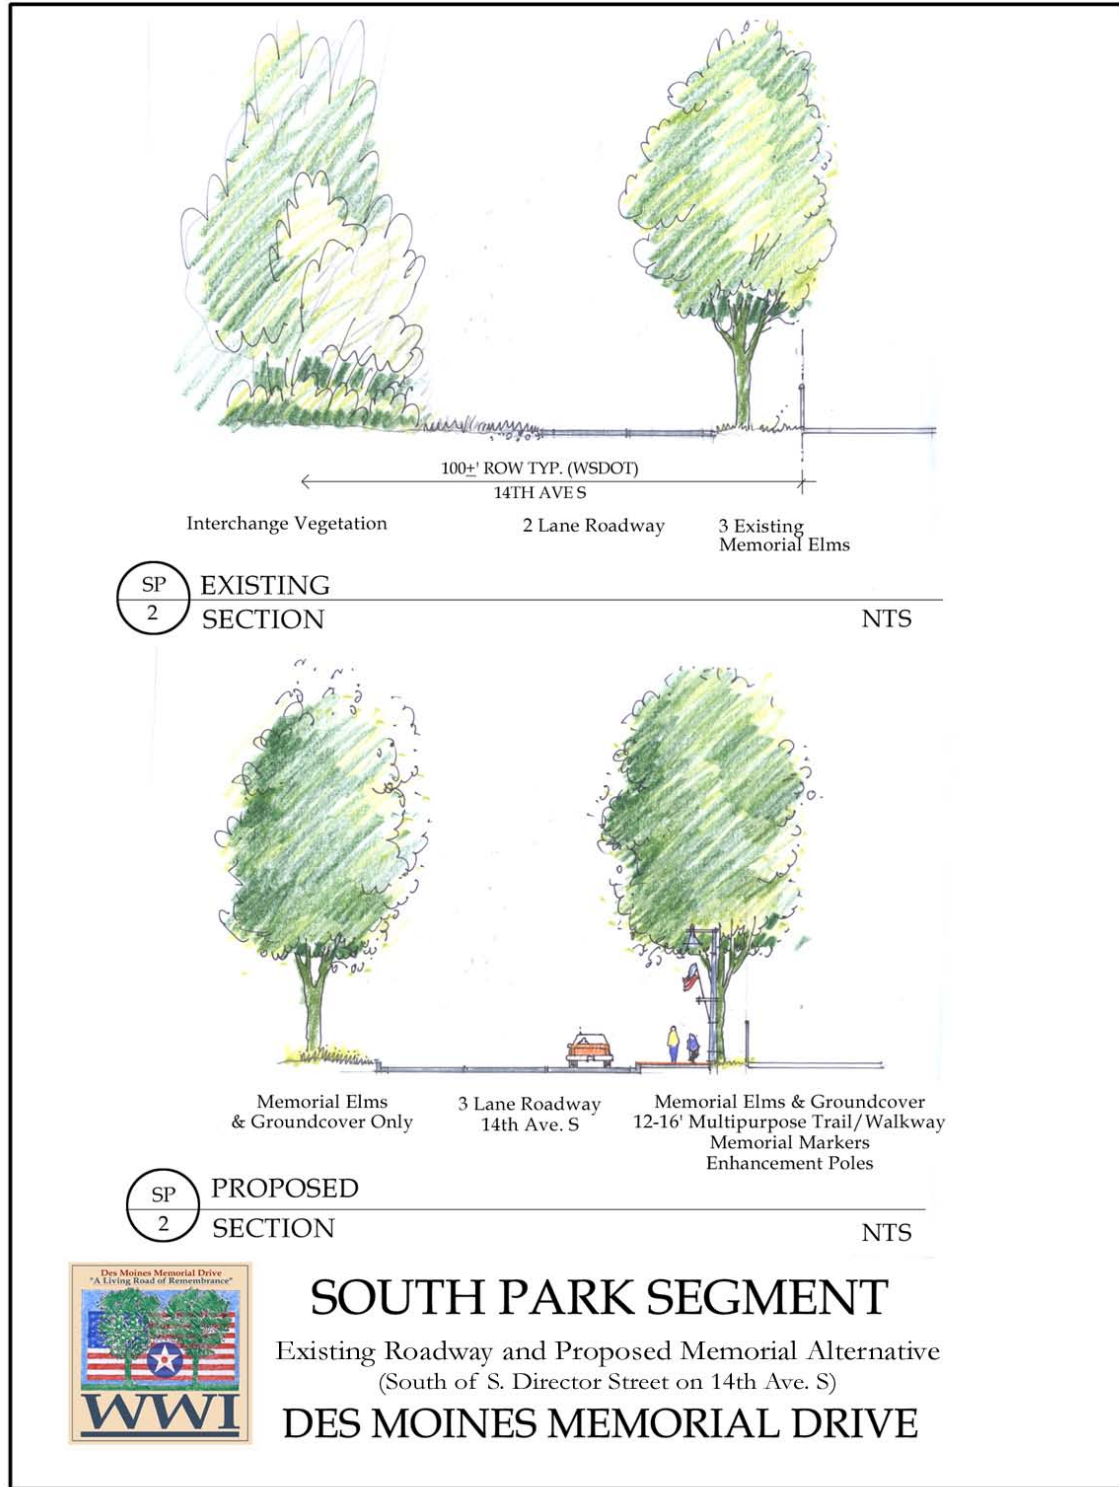 100±' ROW TYP. (WSDOT)
14TH AVE S
Interchange Vegetation
2 Lane Roadway
3 Existing
Memorial Elms
SP
2
EXISTING
SECTION
NTS
Memorial Elms
& Groundcover Only
3 Lane Roadway
14th Ave. S
Memorial Elms & Groundcover
12-16' Multipurpose Trail/Walkway
Memorial Markers
Enhancement Poles
SP
2
PROPOSED
SECTION
NTS
Des Moines Memorial Drive
"A Living Road of Remembrance"
WWI
SOUTH PARK SEGMENT
Existing Roadway and Proposed Memorial Alternative
(South of S. Director Street on 14th Ave. S)
DES MOINES MEMORIAL DRIVE